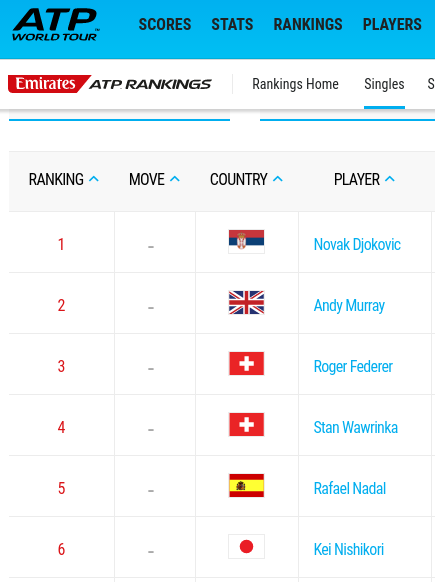 ATP
WORLD TOUR
SCORES STATS RANKINGS PLAYERS
Emirates ATP RANKINGS Rankings Home Singles S
RANKING MOVE COUNTRY PLAYER
1 - Novak Djokovic
2 - Andy Murray
3 - Roger Federer
4 - Stan Wawrinka
5 - Rafael Nadal
6 - Kei Nishikori